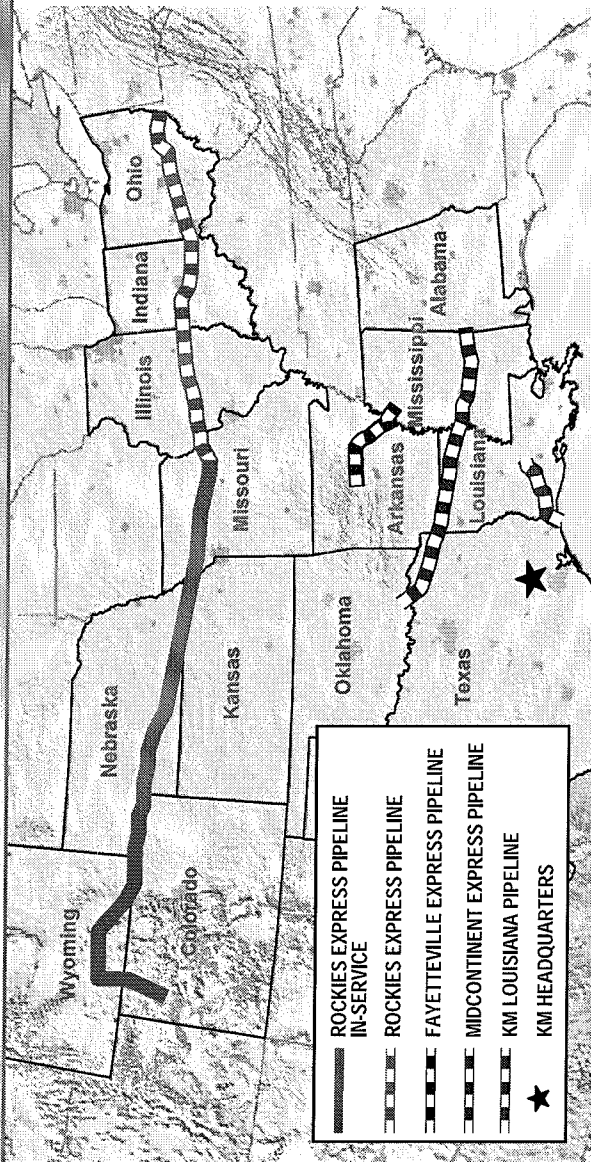 Wyoming
Nebraska
Colorado
Kansas
Oklahoma
Texas
Missouri
Arkansas
Louisiana
Mississippi
Alabama
Illinois
Indiana
Ohio
ROCKIES EXPRESS PIPELINE
IN-SERVICE
ROCKIES EXPRESS PIPELINE
FAYETTEVILLE EXPRESS PIPELINE
MIDCONTINENT EXPRESS PIPELINE
KM LOUISIANA PIPELINE
KM HEADQUARTERS